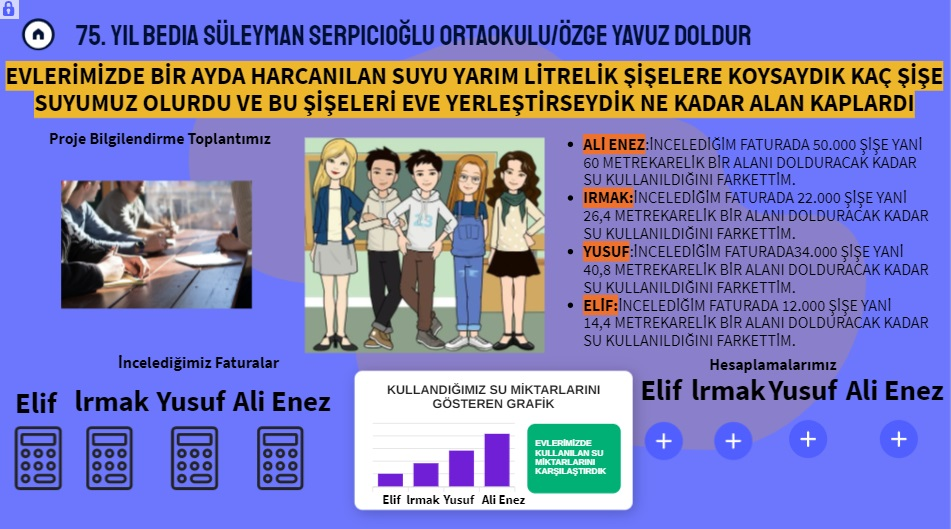 75. YIL BEDIA SÜLEYMAN SERPICIOĞLU ORTAOKULU/ÖZGE YAVUZ DOLDUR
EVLERİMİZDE BİR AYDA HARCANILAN SUYU YARIM LİTRELİK ŞİŞELERE KOYSAYDIK KAÇ ŞİŞE
SUYUMUZ OLURDU VE BU ŞİŞELERİ EVE YERLEŞTİRSEYDİK NE KADAR ALAN KAPLARDI
Proje Bilgilendirme Toplantımız
ALİ ENEZ:İNCELEDİĞİM FATURADA 50.000 ŞİŞE YANİ
60 METREKARELİK BİR ALANI DOLDURACAK KADAR
SU KULLANILDIĞINI FARKETTİM.
IRMAK:İNCELEDİĞİM FATURADA 22.000 ŞİŞE YANİ
26,4 METREKARELİK BİR ALANI DOLDURACAK KADAR
SU KULLANILDIĞINI FARKETTİM.
YUSUF:İNCELEDİĞİM FATURADA34.000 ŞİŞE YANİ
40,8 METREKARELİK BİR ALANI DOLDURACAK KADAR
SU KULLANILDIĞINI FARKETTİM.
ELİF:İNCELEDİĞİM FATURADA 12.000 ŞİŞE YANİ
14,4 METREKARELİK BİR ALANI DOLDURACAK KADAR
SU KULLANILDIĞINI FARKETTİM.
İncelediğimiz Faturalar
Elif Irmak Yusuf Ali Enez
KULLANDIĞIMIZ SU MİKTARLARINI
GÖSTEREN GRAFİK
EVLERİMİZDE
KULLANILAN SU
MİKTARLARINI
KARŞILAŞTIRDIK
Elif Irmak Yusuf Ali Enez
Hesaplamalarımız
Elif Irmak Yusuf Ali Enez